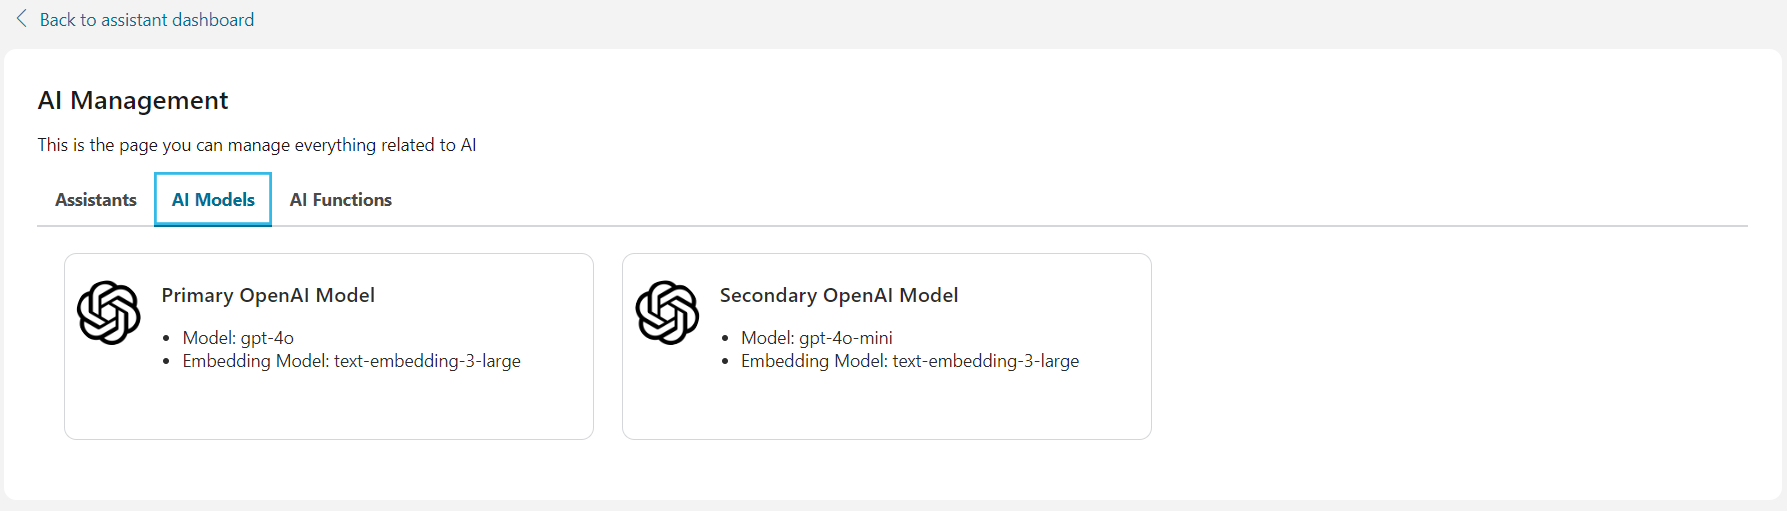 Back to assistant dashboard
AI Management
This is the page you can manage everything related to AI
Assistants AI Models AI Functions
Primary OpenAI Model
• Model: gpt-4o
• Embedding Model: text-embedding-3-large
Secondary OpenAI Model
• Model: gpt-4o-mini
• Embedding Model: text-embedding-3-large